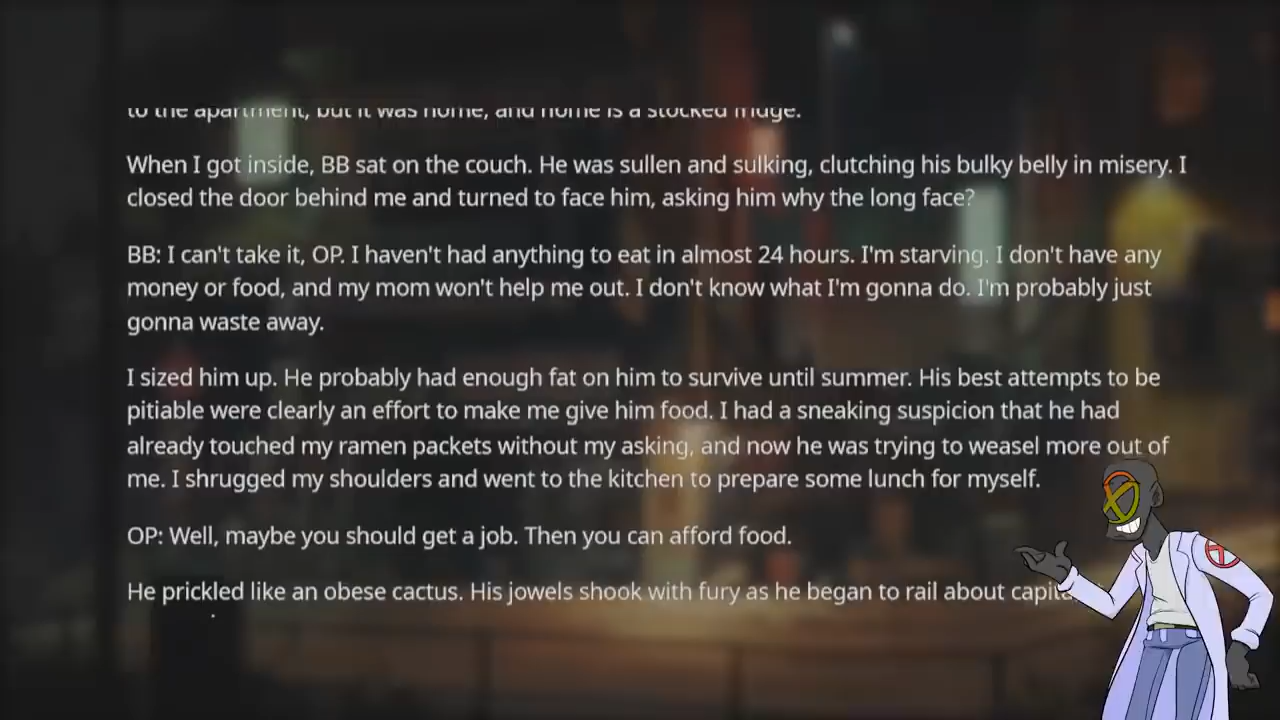 to the apartment, but it was home, and home is a stocked fridge.
When I got inside, BB sat on the couch. He was sullen and sulking, clutching his bulky belly in misery. I
closed the door behind me and turned to face him, asking him why the long face?
BB: I can't take it, OP. I haven't had anything to eat in almost 24 hours. I'm starving. I don't have any
money or food, and my mom won't help me out. I don't know what I'm gonna do. I'm probably just
gonna waste away.
I sized him up. He probably had enough fat on him to survive until summer. His best attempts to be
pitiable were clearly an effort to make me give him food. I had a sneaking suspicion that he had
already touched my ramen packets without my asking, and now he was trying to weasel more out of
me. I shrugged my shoulders and went to the kitchen to prepare some lunch for myself.
OP: Well, maybe you should get a job. Then you can afford food.
He prickled like an obese cactus. His jowels shook with fury as he began to rail about